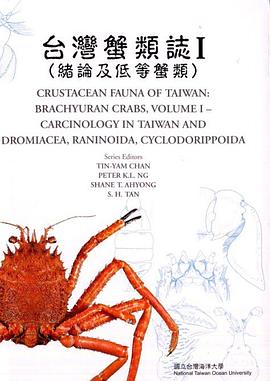 台灣蟹類誌I
(緒論及低等蟹類)
CRUSTACEAN FAUNA OF TAIWAN:
BRACHYURAN CRABS, VOLUME I –
CARCINOLOGY IN TAIWAN AND
DROMIACEA, RANINOIDA, CYCLODORIPPOIDA
Series Editors
TIN-YAM CHAN
PETER K.L. NG
SHANE T. AHYONG
S. H. TAN
國立台灣海洋大學
National Taiwan Ocean University